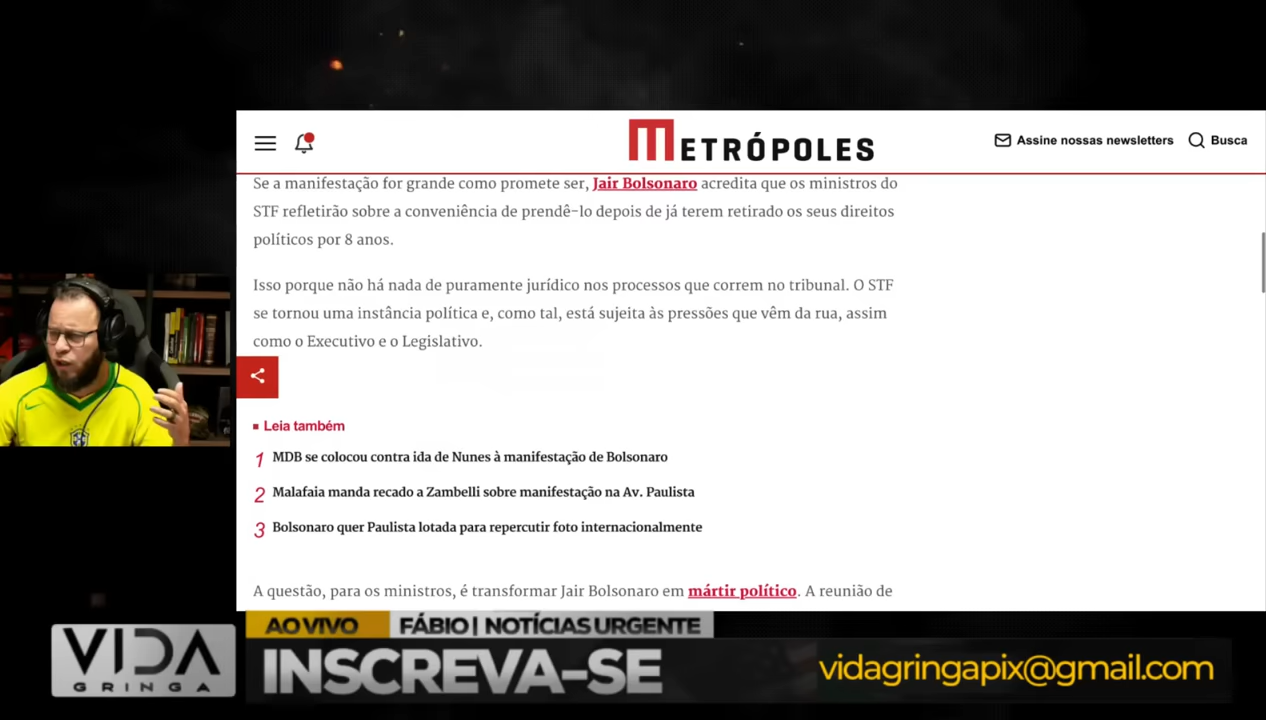 METRÓPOLES
Assine nossas newsletters
Busca
Se a manifestação for grande como promete ser, Jair Bolsonaro acredita que os ministros do
STF refletirão sobre a conveniência de prendê-lo depois de já terem retirado os seus direitos
políticos por 8 anos.
Isso porque não há nada de puramente jurídico nos processos que correm no tribunal. O STF
se tornou uma instância política e, como tal, está sujeita às pressões que vêm da rua, assim
como o Executivo e o Legislativo.
Leia também
1 MDB se colocou contra ida de Nunes à manifestação de Bolsonaro
2 Malafaia manda recado a Zambelli sobre manifestação na Av. Paulista
3 Bolsonaro quer Paulista lotada para repercutir foto internacionalmente
A questão, para os ministros, é transformar Jair Bolsonaro em mártir político. A reunião de
AO VIVO FÁBIO | NOTÍCIAS URGENTE
VIDA
GRINGA
INSCREVA-SE
vidagringapix@gmail.com